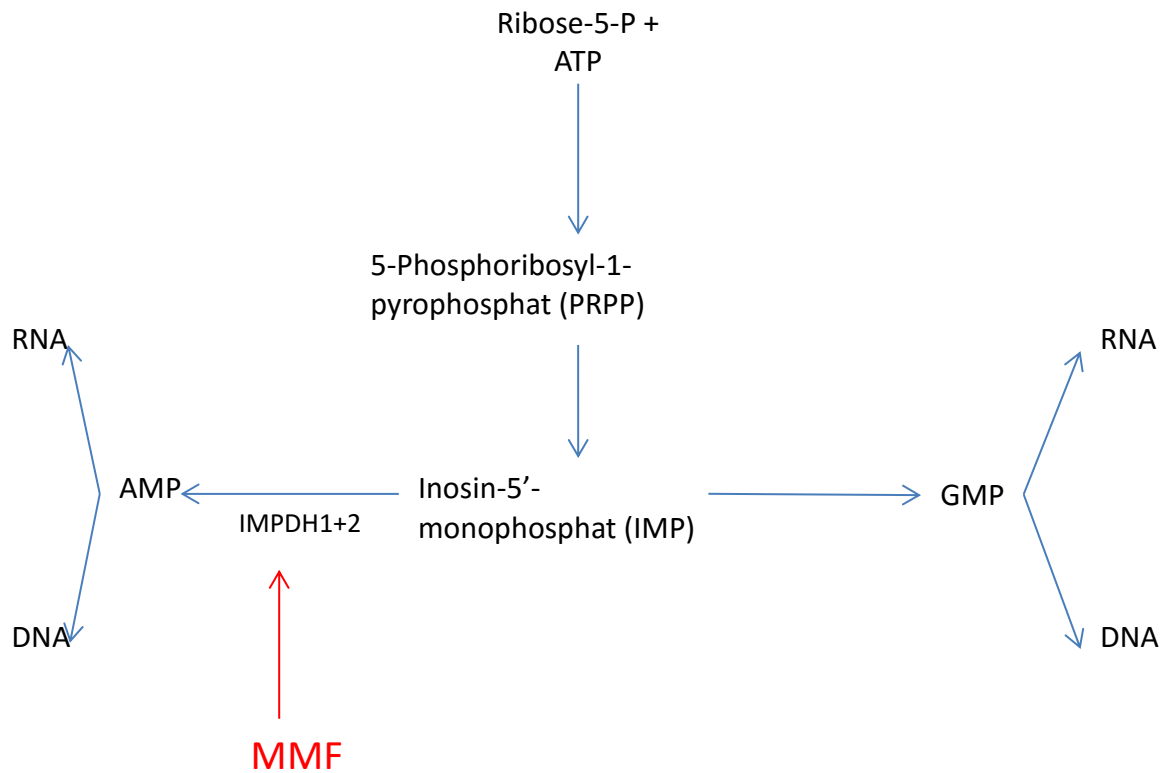 Ribose-5-P +
ATP
5-Phosphoribosyl-1-
pyrophosphat (PRPP)
RNA
RNA
AMP
Inosin-5’-
monophosphat (IMP)
GMP
IMPDH1+2
DNA
DNA
MMF